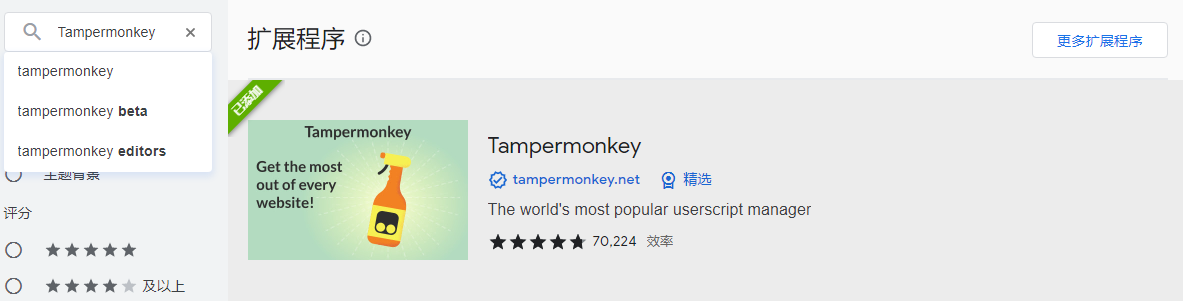 Tampermonkey
tampermonkey
tampermonkey beta
tampermonkey editors
主题背景
评分
及以上
扩展程序
更多扩展程序
已添加
Tampermonkey
Get the most
out of every
website!
Tampermonkey
tampermonkey.net 精选
The world's most popular userscript manager
70,224 效率